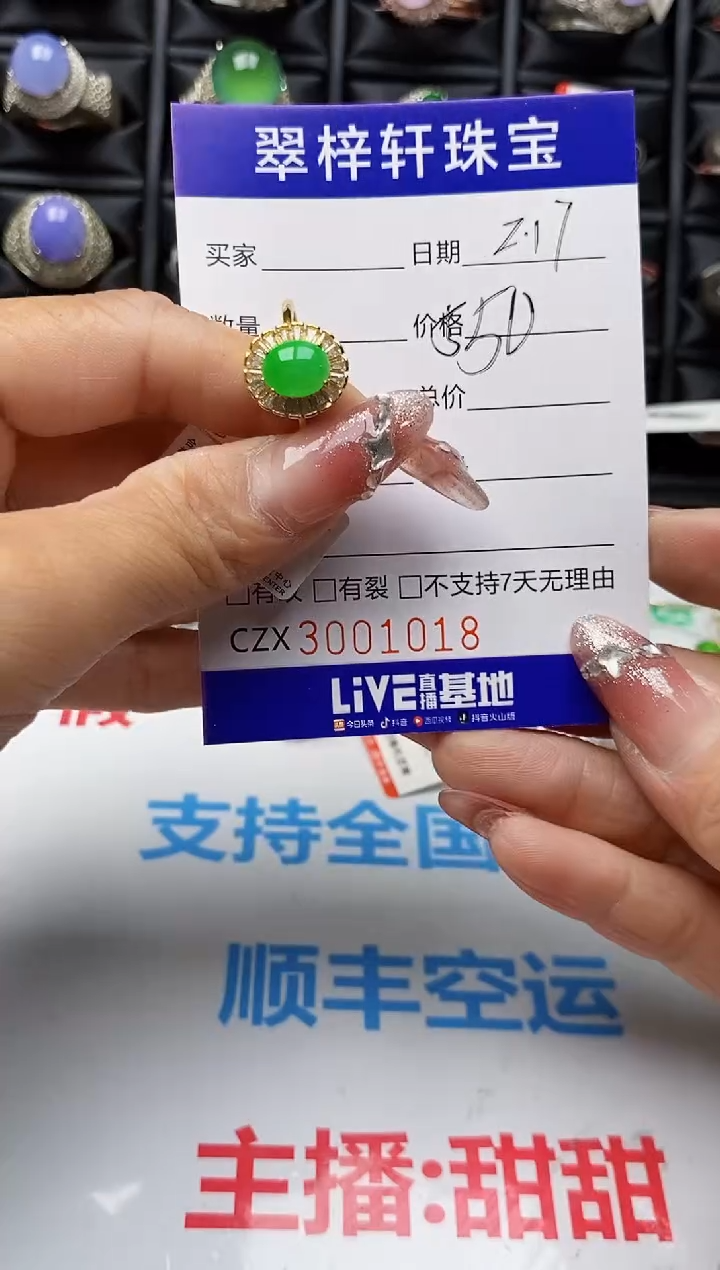 翠梓轩珠宝
买家 日期 2.17
数量 价格 550
总价
□有 □有裂 □不支持7天无理由
CZX 3001018
LiVE直播基地
今日头条 抖音 西瓜视频 抖音火山版
支持全国
顺丰空运
主播:甜甜